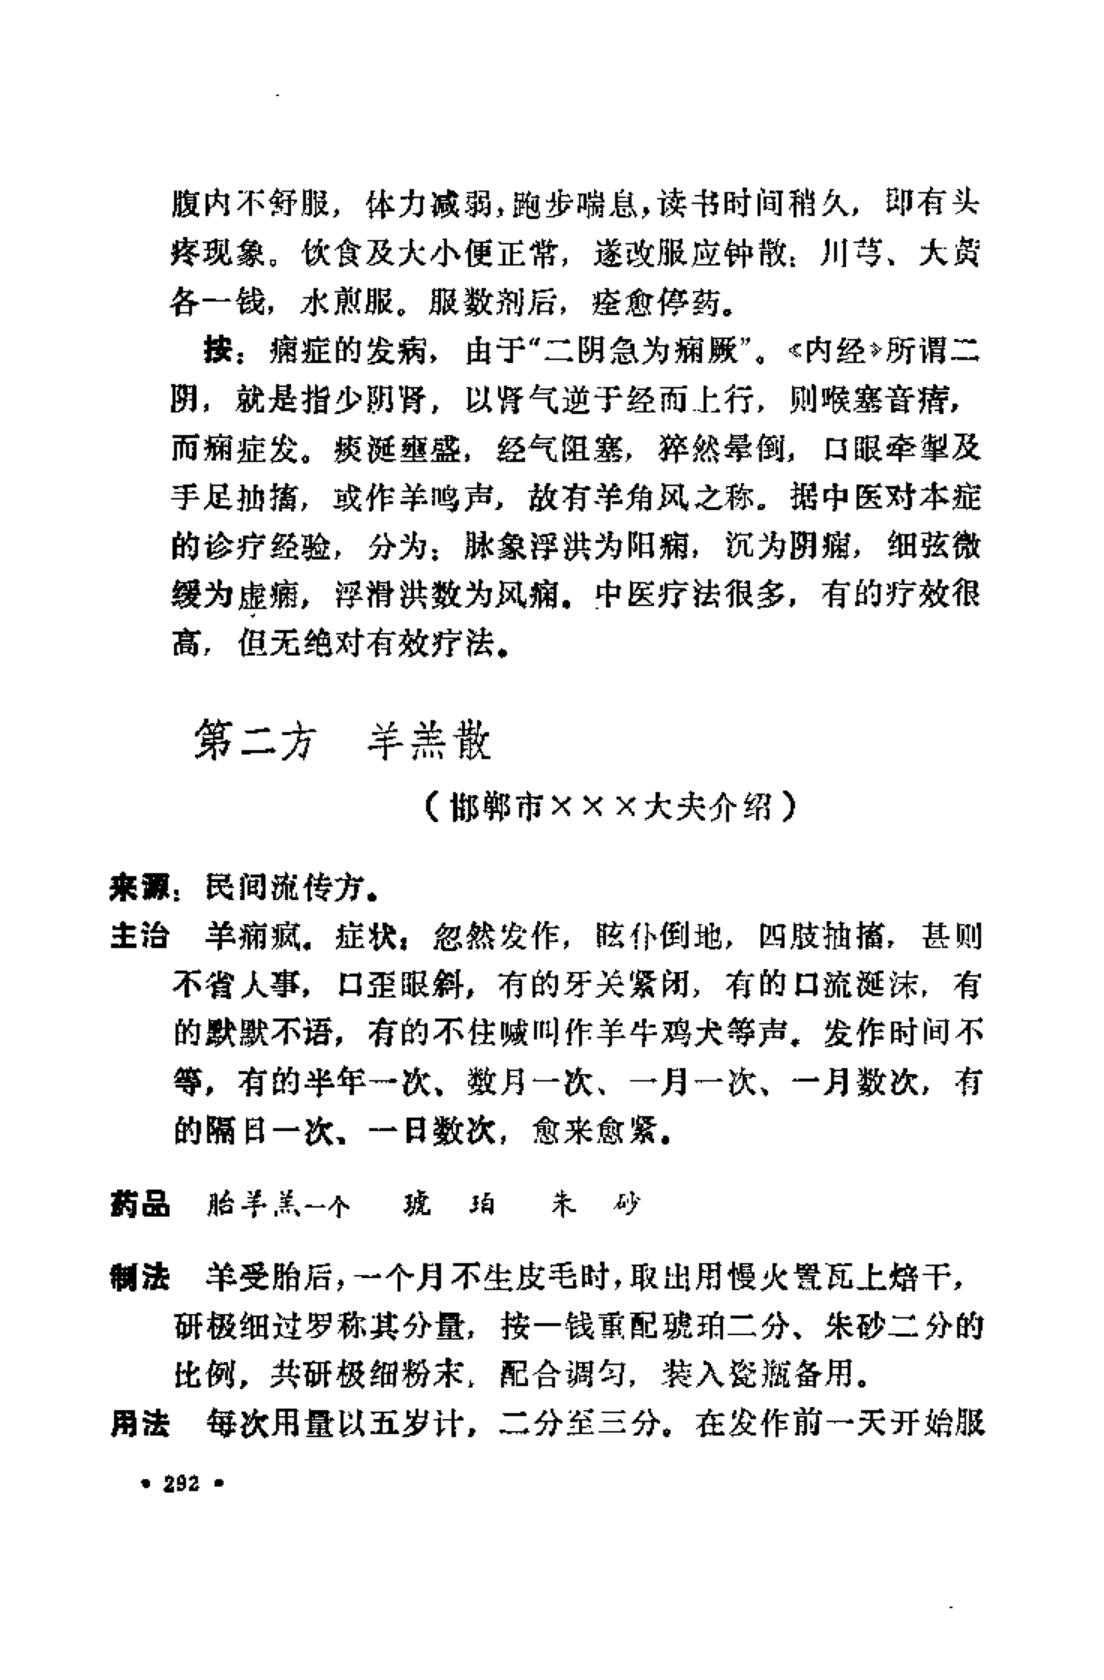 腹内不舒服，体力减弱，跑步喘息，读书时间稍久，即有头
疼现象。饮食及大小便正常，遂改服应钟散：川芎、大黄
各一钱，水煎服。服数剂后，痊愈停药。
按：痫症的发病，由于“二阴急为痫厥”。《内经》所谓二
阴，就是指少阴肾，以肾气逆于经而上行，则喉塞音瘖，
而痫症发。痰涎壅盛，经气阻塞，猝然晕倒，口眼牵掣及
手足抽搐，或作羊鸣声，故有羊角风之称。据中医对本症
的诊疗经验，分为：脉象浮洪为阳痫，沉为阴痫，细弦微
缓为虚痫，浮滑洪数为风痫。中医疗法很多，有的疗效很
高，但无绝对有效疗法。
第二方　羊羔散
（邯郸市×××大夫介绍）
来源：民间流传方。
主治　羊痫疯。症状：忽然发作，眩仆倒地，四肢抽搐，甚则
不省人事，口歪眼斜，有的牙关紧闭，有的口流涎沫，有
的默默不语，有的不住喊叫作羊牛鸡犬等声。发作时间不
等，有的半年一次、数月一次、一月一次、一月数次，有
的隔日一次、一日数次，愈来愈紧。
药品　胎羊羔一个　琥　珀　朱　砂
制法　羊受胎后，一个月不生皮毛时，取出用慢火置瓦上焙干，
研极细过罗称其分量，按一钱重配琥珀二分、朱砂二分的
比例，共研极细粉末，配合调匀，装入瓷瓶备用。
用法　每次用量以五岁计，二分至三分。在发作前一天开始服
• 292 •